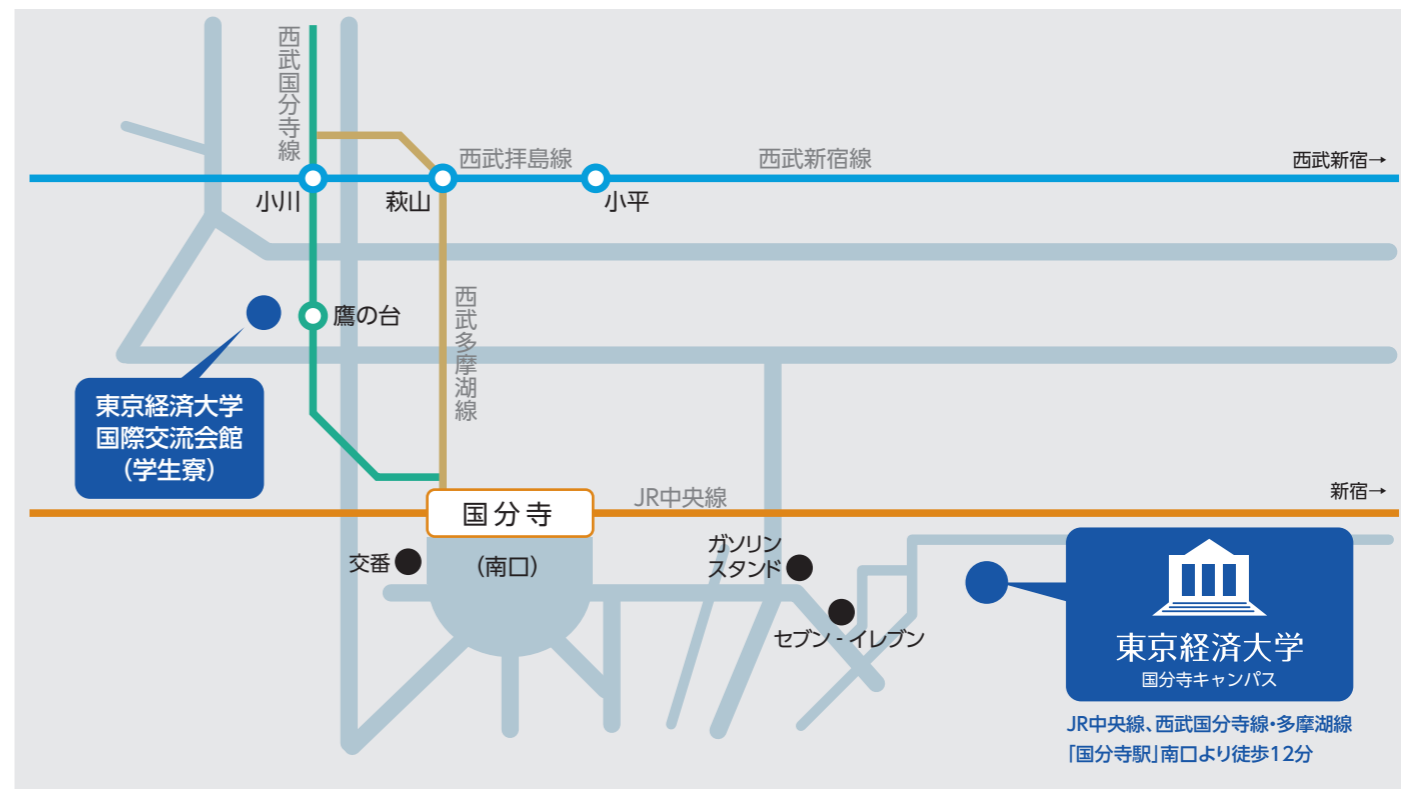 西武国分寺線
西武拝島線
西武新宿線
西武新宿→
小川
萩山
小平
鷹の台
西武多摩湖線
東京経済大学
国際交流会館
(学生寮)
JR中央線
新宿→
国分寺
(南口)
交番
ガソリン
スタンド
セブン‐イレブン
東京経済大学
国分寺キャンパス
JR中央線、西武国分寺線・多摩湖線
「国分寺駅」南口より徒歩12分